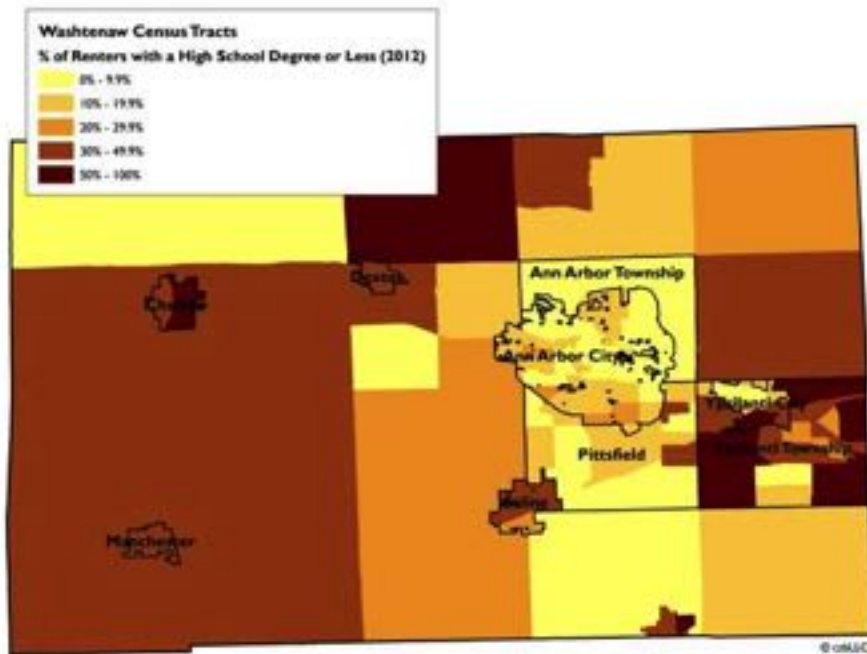 Washtenaw Census Tracts
% of Renters with a High School Degree or Less (2012)
0% - 9.9%
10% - 19.9%
20% - 29.9%
30% - 49.9%
50% - 100%
Ann Arbor Township
Dexter
Chelsea
Ann Arbor City
Ypsilanti City
Ypsilanti Township
Pittsfield
Saline
Manchester